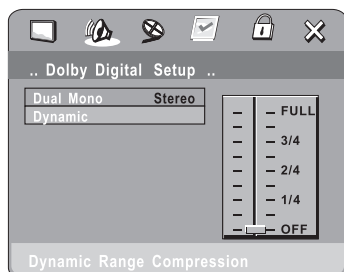 .. Dolby Digital Setup ..
Dual Mono Stereo
Dynamic
FULL
3/4
2/4
1/4
OFF
Dynamic Range Compression